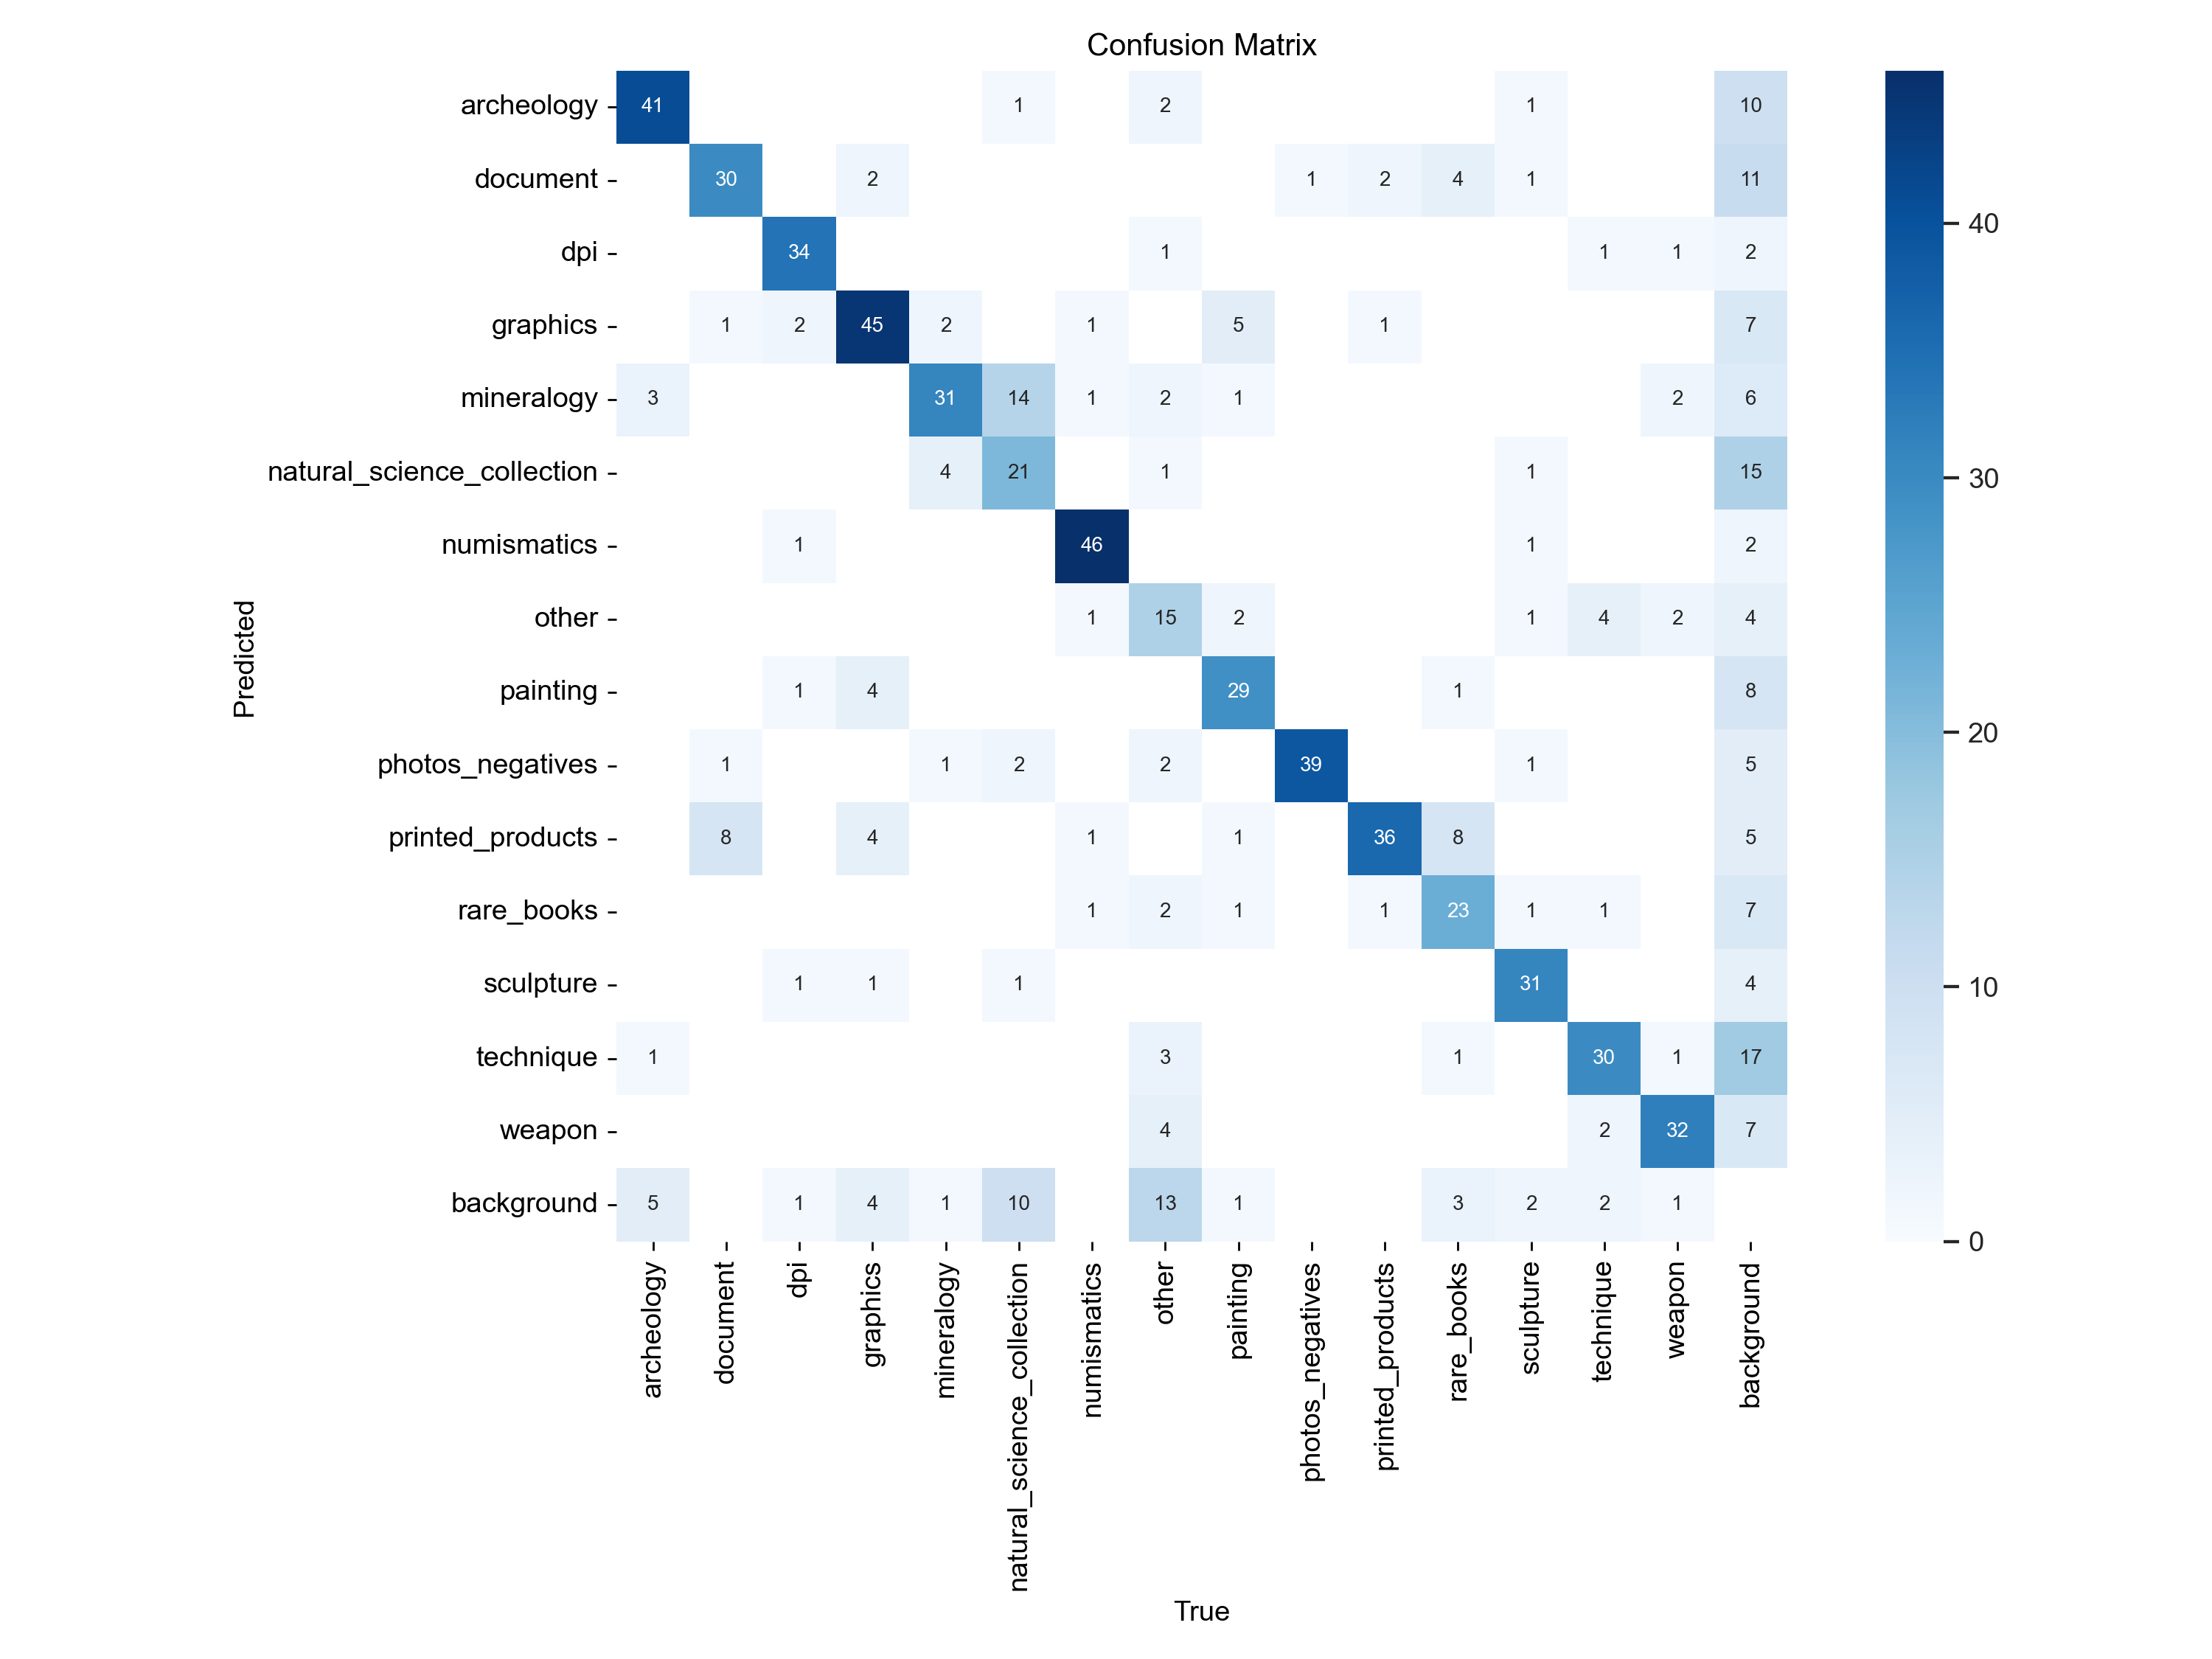 Confusion Matrix
archeology 41 1 2 1 10
document 30 2 1 2 4 1 11
dpi 34 1 1 1 2
graphics 1 2 45 2 1 5 1 7
mineralogy 3 31 14 1 2 1 2 6
natural_science_collection 4 21 1 1 15
numismatics 1 46 1 2
other 1 15 2 1 4 2 4
painting 1 4 29 1 8
photos_negatives 1 1 2 2 39 1 5
printed_products 8 4 1 1 36 8 5
rare_books 1 2 1 1 23 1 1 7
sculpture 1 1 1 31 4
technique 1 3 1 30 1 17
weapon 4 2 32 7
background 5 1 4 1 10 13 1 3 2 2 1
Predicted
archeology
document
dpi
graphics
mineralogy
natural_science_collection
numismatics
other
painting
photos_negatives
printed_products
rare_books
sculpture
technique
weapon
background
True
40
30
20
10
0